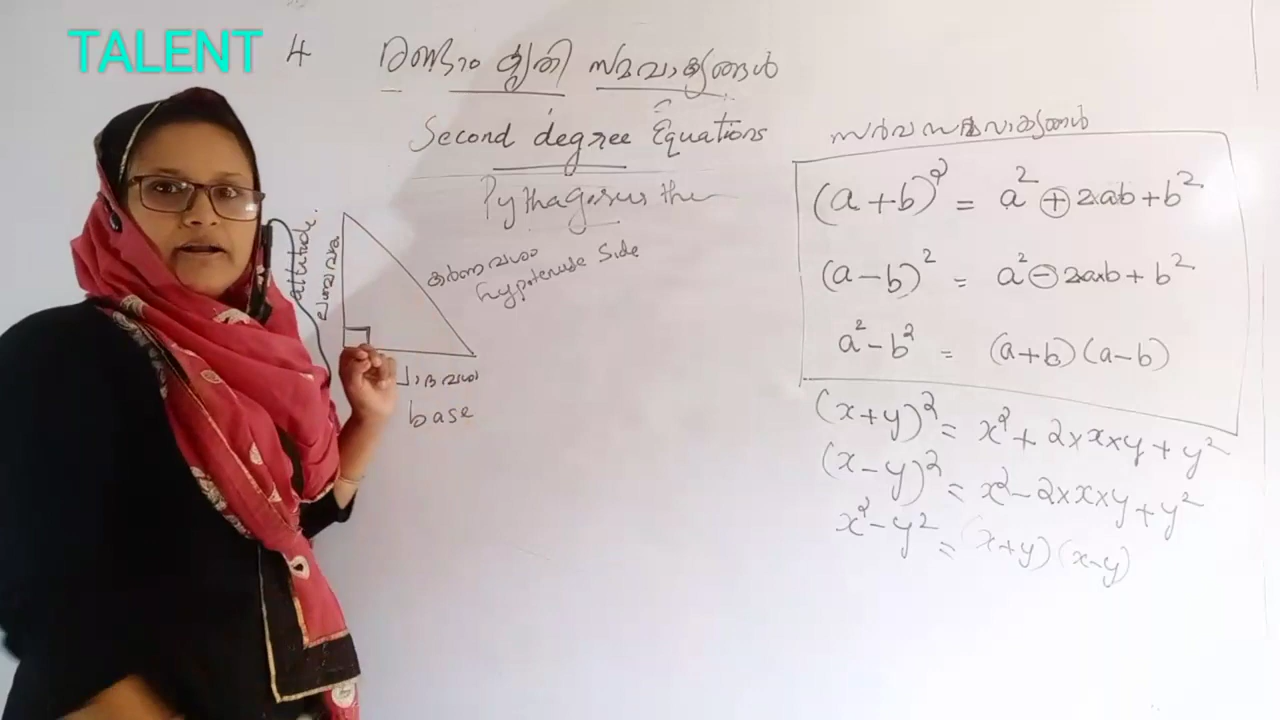 TALENT
4 രണ്ടാം കൃതി സമവാക്യങ്ങൾ
Second degree Equations
Pythagorus the
altitude
ലംബവശം
കർണവശം
hypotenuse side
പാദവശം
base
സർവസമവാക്യങ്ങൾ
(a+b)² = a² + 2ab + b²
(a-b)² = a² - 2ab + b²
a² - b² = (a+b)(a-b)
(x+y)² = x² + 2×x×y + y²
(x-y)² = x² - 2×x×y + y²
x² - y² = (x+y)(x-y)